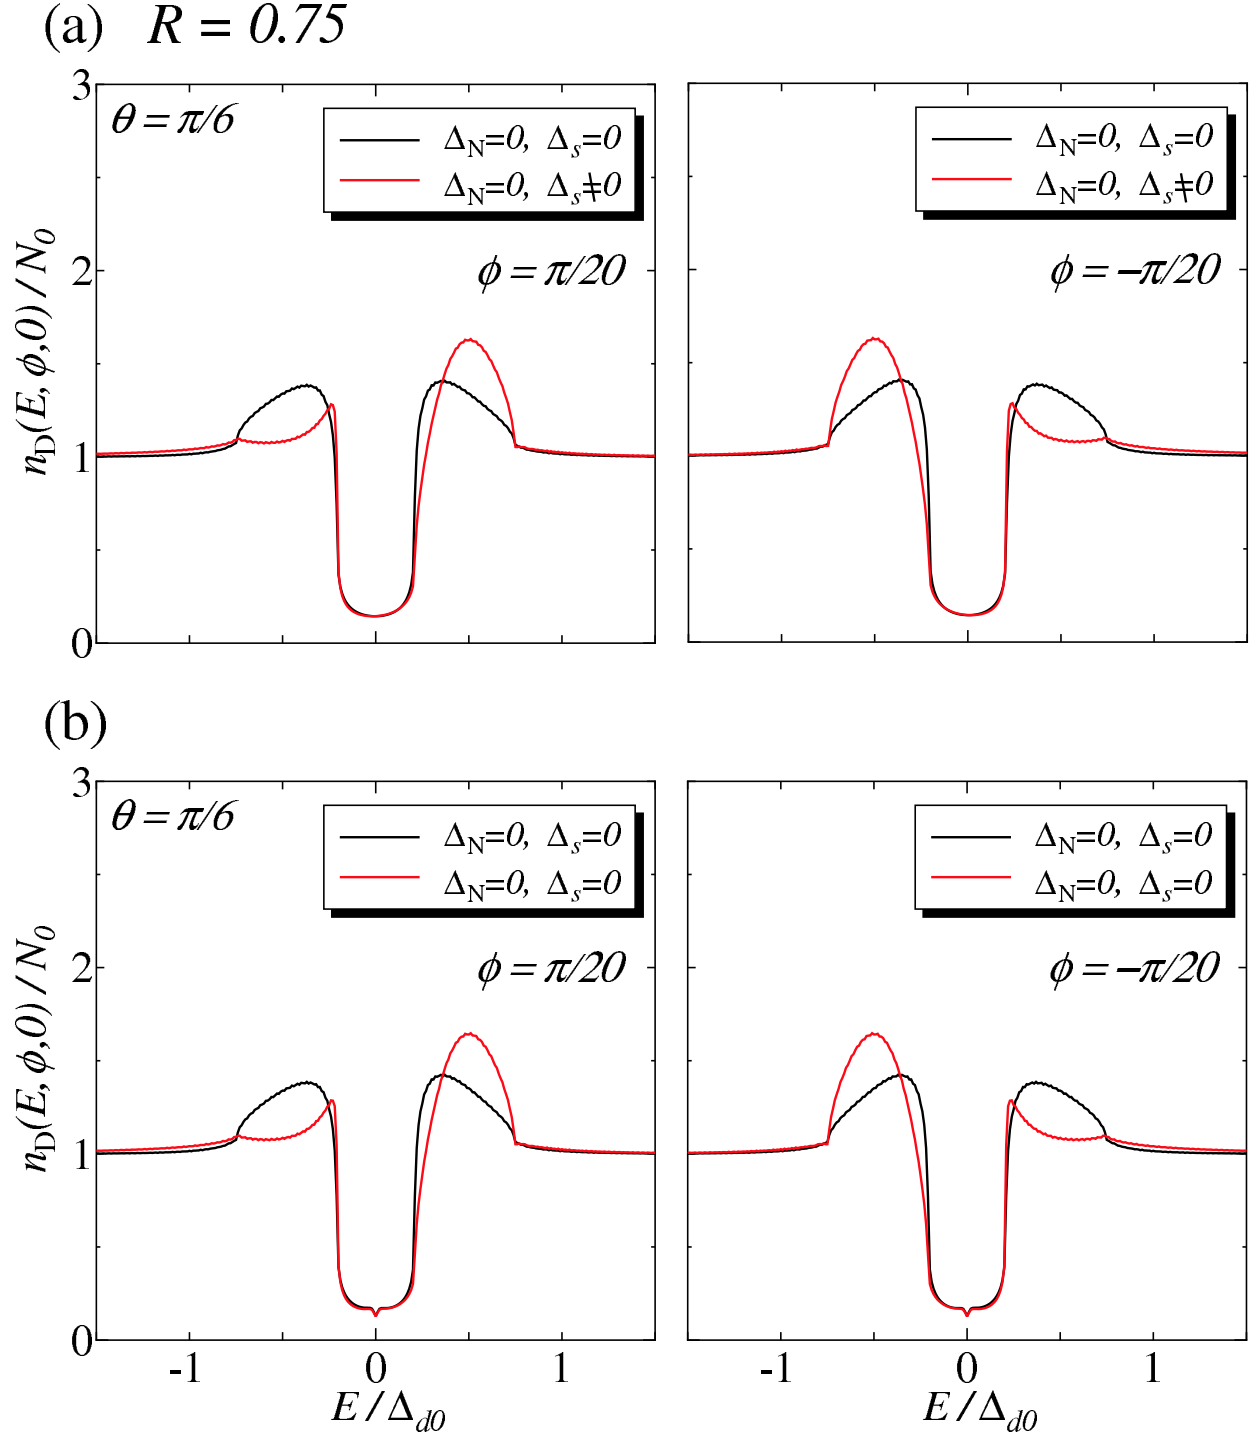 (a) R = 0.75
3
2
1
0
n_D(E, ϕ,0) / N_0
θ = π/6
Δ_N=0, Δ_s=0
Δ_N=0, Δ_s≠0
ϕ = π/20
Δ_N=0, Δ_s=0
Δ_N=0, Δ_s≠0
ϕ = −π/20
(b)
3
2
1
0
n_D(E, ϕ,0) / N_0
θ = π/6
Δ_N=0, Δ_s=0
Δ_N=0, Δ_s=0
ϕ = π/20
-1 0 1
E / Δ_d0
Δ_N=0, Δ_s=0
Δ_N=0, Δ_s=0
ϕ = −π/20
-1 0 1
E / Δ_d0